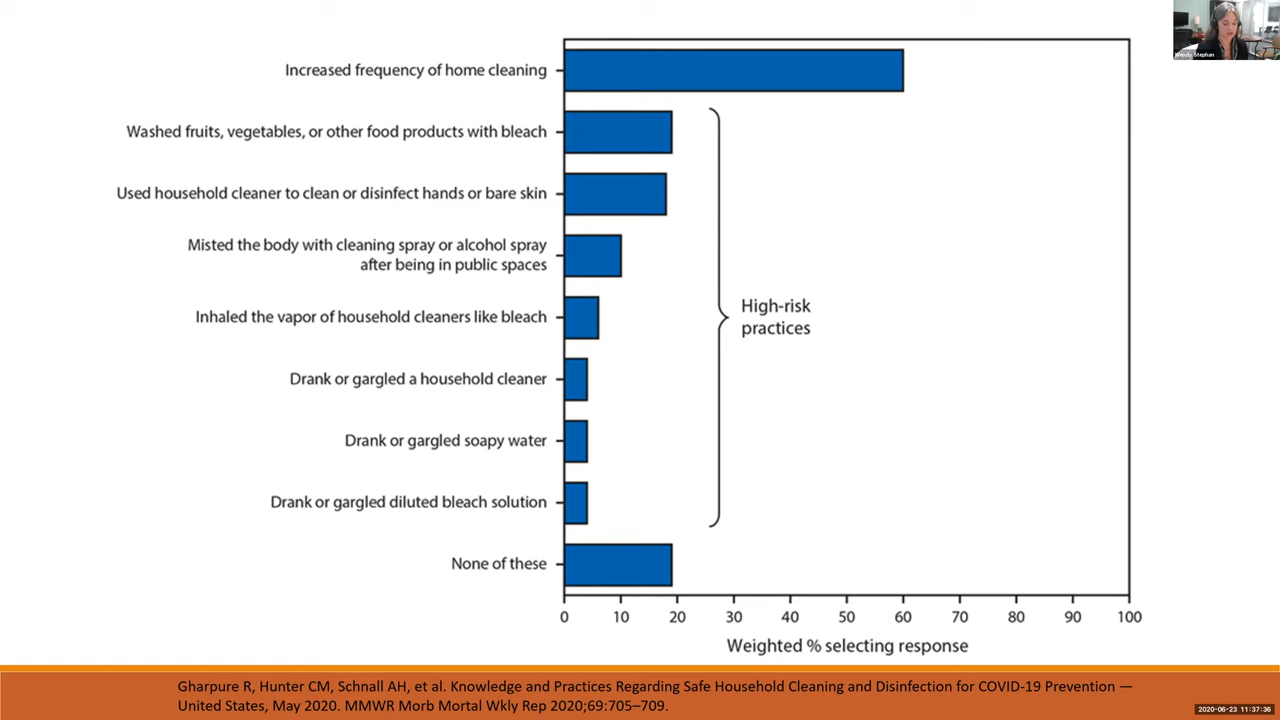 Wendy Stephan
Increased frequency of home cleaning
Washed fruits, vegetables, or other food products with bleach
Used household cleaner to clean or disinfect hands or bare skin
Misted the body with cleaning spray or alcohol spray
after being in public spaces
Inhaled the vapor of household cleaners like bleach
Drank or gargled a household cleaner
Drank or gargled soapy water
Drank or gargled diluted bleach solution
None of these
High-risk
practices
0 10 20 30 40 50 60 70 80 90 100
Weighted % selecting response
Gharpure R, Hunter CM, Schnall AH, et al. Knowledge and Practices Regarding Safe Household Cleaning and Disinfection for COVID-19 Prevention —
United States, May 2020. MMWR Morb Mortal Wkly Rep 2020;69:705–709.
2020-06-23 11:37:36